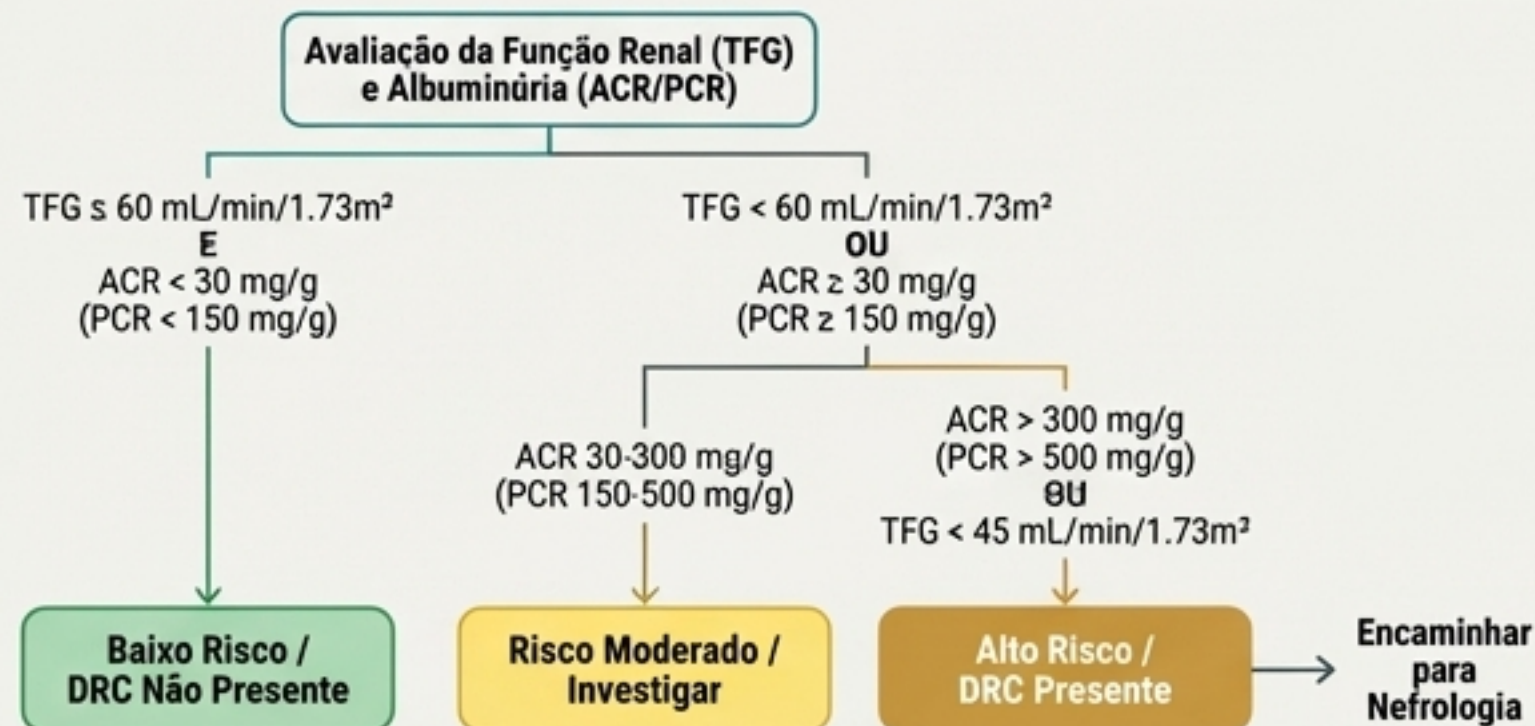 Avaliação da Função Renal (TFG)
e Albuminúria (ACR/PCR)
TFG ≤ 60 mL/min/1.73m²
E
ACR < 30 mg/g
(PCR < 150 mg/g)
TFG < 60 mL/min/1.73m²
OU
ACR ≥ 30 mg/g
(PCR ≥ 150 mg/g)
ACR 30-300 mg/g
(PCR 150-500 mg/g)
ACR > 300 mg/g
(PCR > 500 mg/g)
OU
TFG < 45 mL/min/1.73m²
Baixo Risco /
DRC Não Presente
Risco Moderado /
Investigar
Alto Risco /
DRC Presente
Encaminhar
para
Nefrologia